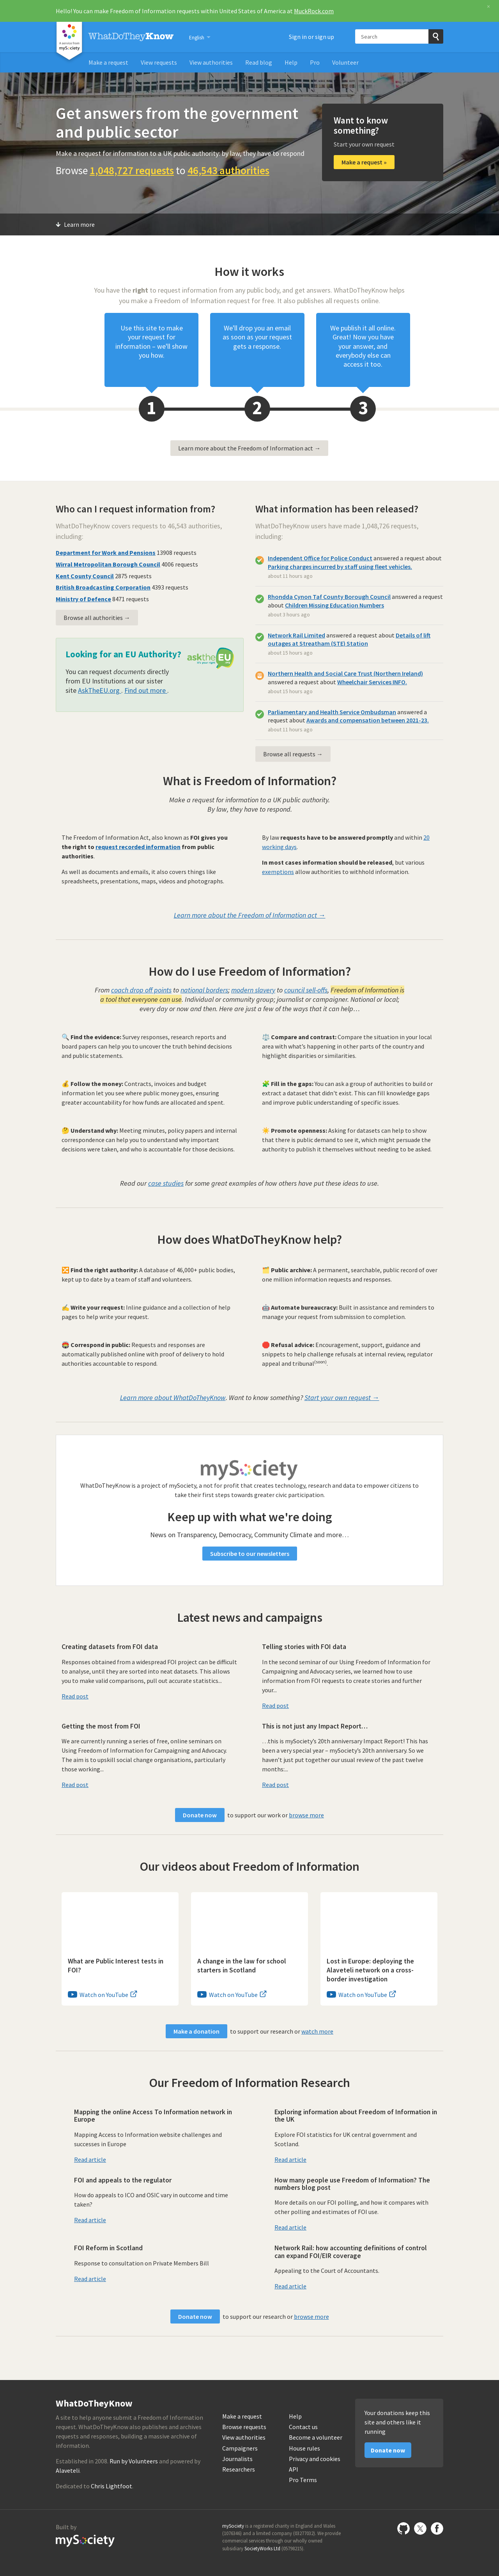 Hello! You can make Freedom of Information requests within United States of America at MuckRock.com
×
A service from mySociety
WhatDoTheyKnow
English
Sign in or sign up
Search
Make a request
View requests
View authorities
Read blog
Help
Pro
Volunteer
Get answers from the government
and public sector
Make a request for information to a UK public authority: by law, they have to respond
Browse 1,048,727 requests to 46,543 authorities
Want to know
something?
Start your own request
Make a request »
Learn more
How it works
You have the right to request information from any public body, and get answers. WhatDoTheyKnow helps
you make a Freedom of Information request for free. It also publishes all requests online.
Use this site to make
your request for
information – we'll show
you how.
We'll drop you an email
as soon as your request
gets a response.
We publish it all online.
Great! Now you have
your answer, and
everybody else can
access it too.
1
2
3
Learn more about the Freedom of Information act →
Who can I request information from?
WhatDoTheyKnow covers requests to 46,543 authorities,
including:
Department for Work and Pensions 13908 requests
Wirral Metropolitan Borough Council 4006 requests
Kent County Council 2875 requests
British Broadcasting Corporation 4393 requests
Ministry of Defence 8471 requests
Browse all authorities →
Looking for an EU Authority?
You can request documents directly
from EU Institutions at our sister
site AskTheEU.org . Find out more .
asktheEU
it's your right!
What information has been released?
WhatDoTheyKnow users have made 1,048,726 requests,
including:
Independent Office for Police Conduct answered a request about
Parking charges incurred by staff using fleet vehicles.
about 11 hours ago
Rhondda Cynon Taf County Borough Council answered a request
about Children Missing Education Numbers
about 3 hours ago
Network Rail Limited answered a request about Details of lift
outages at Streatham (STE) Station
about 15 hours ago
Northern Health and Social Care Trust (Northern Ireland)
answered a request about Wheelchair Services INFO.
about 15 hours ago
Parliamentary and Health Service Ombudsman answered a
request about Awards and compensation between 2021-23.
about 11 hours ago
Browse all requests →
What is Freedom of Information?
Make a request for information to a UK public authority.
By law, they have to respond.
The Freedom of Information Act, also known as FOI gives you
the right to request recorded information from public
authorities.
As well as documents and emails, it also covers things like
spreadsheets, presentations, maps, videos and photographs.
By law requests have to be answered promptly and within 20
working days.
In most cases information should be released, but various
exemptions allow authorities to withhold information.
Learn more about the Freedom of Information act →
How do I use Freedom of Information?
From coach drop off points to national borders; modern slavery to council sell-offs, Freedom of Information is
a tool that everyone can use. Individual or community group; journalist or campaigner. National or local;
every day or now and then. Here are just a few of the ways that it can help…
🔍 Find the evidence: Survey responses, research reports and
board papers can help you to uncover the truth behind decisions
and public statements.
⚖️ Compare and contrast: Compare the situation in your local
area with what's happening in other parts of the country and
highlight disparities or similarities.
💰 Follow the money: Contracts, invoices and budget
information let you see where public money goes, ensuring
greater accountability for how funds are allocated and spent.
🧩 Fill in the gaps: You can ask a group of authorities to build or
extract a dataset that didn't exist. This can fill knowledge gaps
and improve public understanding of specific issues.
🤔 Understand why: Meeting minutes, policy papers and internal
correspondence can help you to understand why important
decisions were taken, and who is accountable for those decisions.
☀️ Promote openness: Asking for datasets can help to show
that there is public demand to see it, which might persuade the
authority to publish it themselves without needing to be asked.
Read our case studies for some great examples of how others have put these ideas to use.
How does WhatDoTheyKnow help?
🔀 Find the right authority: A database of 46,000+ public bodies,
kept up to date by a team of staff and volunteers.
🗂️ Public archive: A permanent, searchable, public record of over
one million information requests and responses.
✍️ Write your request: Inline guidance and a collection of help
pages to help write your request.
🤖 Automate bureaucracy: Built in assistance and reminders to
manage your request from submission to completion.
Correspond in public: Requests and responses are
automatically published online with proof of delivery to hold
authorities accountable to respond.
🛑 Refusal advice: Encouragement, support, guidance and
snippets to help challenge refusals at internal review, regulator
appeal and tribunal(soon!).
Learn more about WhatDoTheyKnow. Want to know something? Start your own request →
mySociety
WhatDoTheyKnow is a project of mySociety, a not for profit that creates technology, research and data to empower citizens to
take their first steps towards greater civic participation.
Keep up with what we're doing
News on Transparency, Democracy, Community Climate and more…
Subscribe to our newsletters
Latest news and campaigns
Creating datasets from FOI data
Responses obtained from a widespread FOI project can be difficult
to analyse, until they are sorted into neat datasets. This allows
you to make valid comparisons, pull out accurate statistics...
Read post
Telling stories with FOI data
In the second seminar of our Using Freedom of Information for
Campaigning and Advocacy series, we learned how to use
information from FOI requests to create stories and further
your...
Read post
Getting the most from FOI
We are currently running a series of free, online seminars on
Using Freedom of Information for Campaigning and Advocacy.
The aim is to upskill social change organisations, particularly
those working...
Read post
This is not just any Impact Report…
…this is mySociety's 20th anniversary Impact Report! This has
been a very special year – mySociety's 20th anniversary. So we
haven't just put together our usual review of the past twelve
months:...
Read post
Donate now to support our work or browse more
Our videos about Freedom of Information
What are Public Interest tests in
FOI?
Watch on YouTube
A change in the law for school
starters in Scotland
Watch on YouTube
Lost in Europe: deploying the
Alaveteli network on a cross-
border investigation
Watch on YouTube
Make a donation to support our research or watch more
Our Freedom of Information Research
Mapping the online Access To Information network in
Europe
Mapping Access to Information website challenges and
successes in Europe
Read article
Exploring information about Freedom of Information in
the UK
Explore FOI statistics for UK central government and
Scotland.
Read article
FOI and appeals to the regulator
How do appeals to ICO and OSIC vary in outcome and time
taken?
Read article
How many people use Freedom of Information? The
numbers blog post
More details on our FOI polling, and how it compares with
other polling and estimates of FOI use.
Read article
FOI Reform in Scotland
Response to consultation on Private Members Bill
Read article
Network Rail: how accounting definitions of control
can expand FOI/EIR coverage
Appealing to the Court of Accountants.
Read article
Donate now to support our research or browse more
WhatDoTheyKnow
A site to help anyone submit a Freedom of Information
request. WhatDoTheyKnow also publishes and archives
requests and responses, building a massive archive of
information.
Established in 2008. Run by Volunteers and powered by
Alaveteli.
Dedicated to Chris Lightfoot.
Make a request
Browse requests
View authorities
Campaigners
Journalists
Researchers
Help
Contact us
Become a volunteer
House rules
Privacy and cookies
API
Pro Terms
Your donations keep this
site and others like it
running
Donate now
Built by
mySociety
mySociety is a registered charity in England and Wales
(1076346) and a limited company (03277032). We provide
commercial services through our wholly owned
subsidiary SocietyWorks Ltd (05798215).